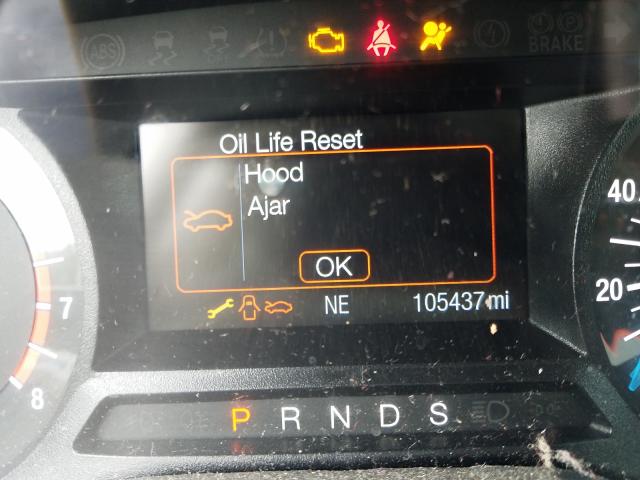 ABS
BRAKE
Oil Life Reset
Hood
Ajar
OK
NE 105437 mi
40
20
7
8
P R N D S